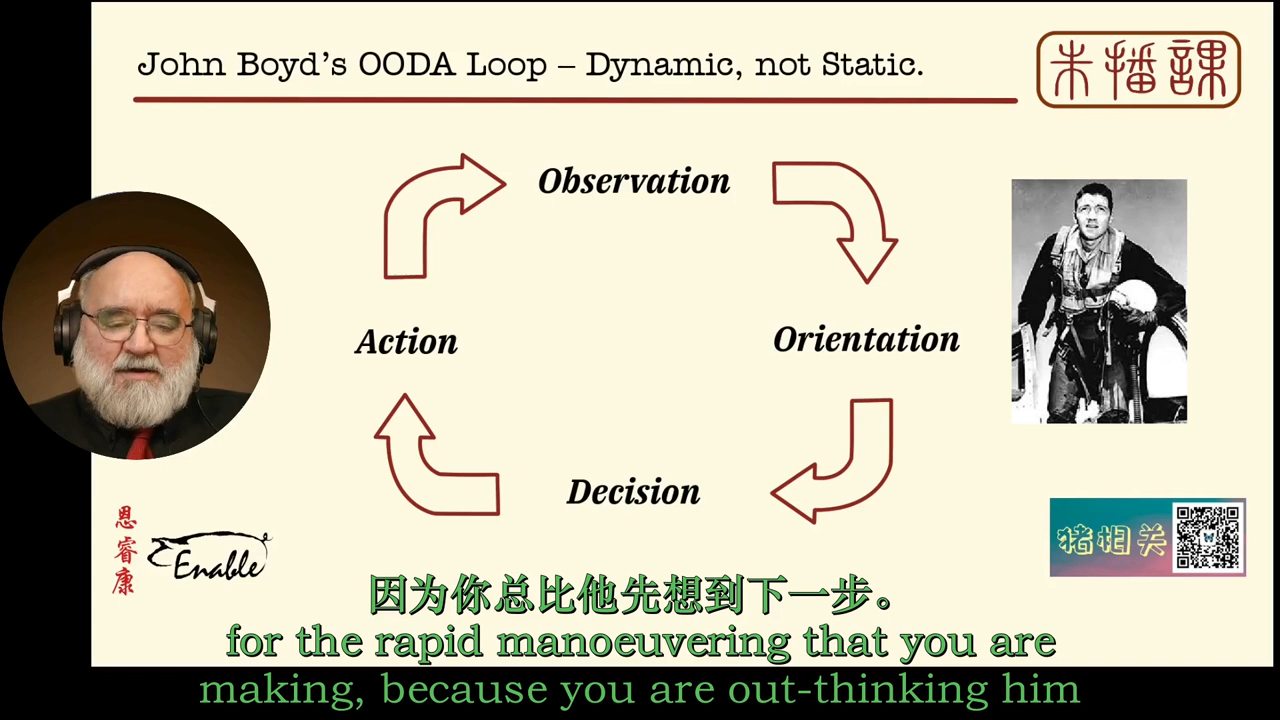 John Boyd's OODA Loop – Dynamic, not Static.
未播課
Observation
Action
Orientation
Decision
恩睿康
Enable
猪相关
因为你总比他先想到下一步。
for the rapid manoeuvering that you are
making, because you are out-thinking him